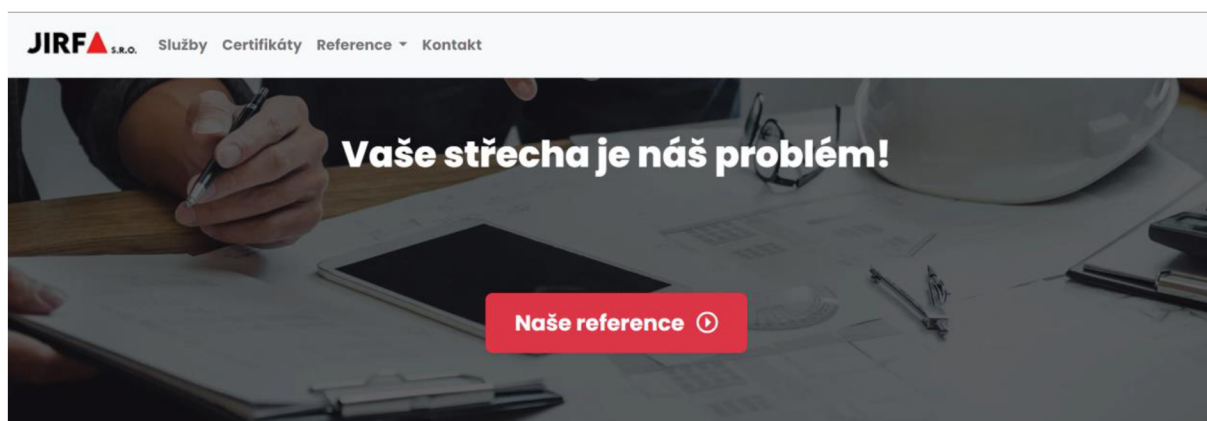 JIRFA S.R.O. Služby Certifikáty Reference Kontakt
Vaše střecha je náš problém!
Naše reference